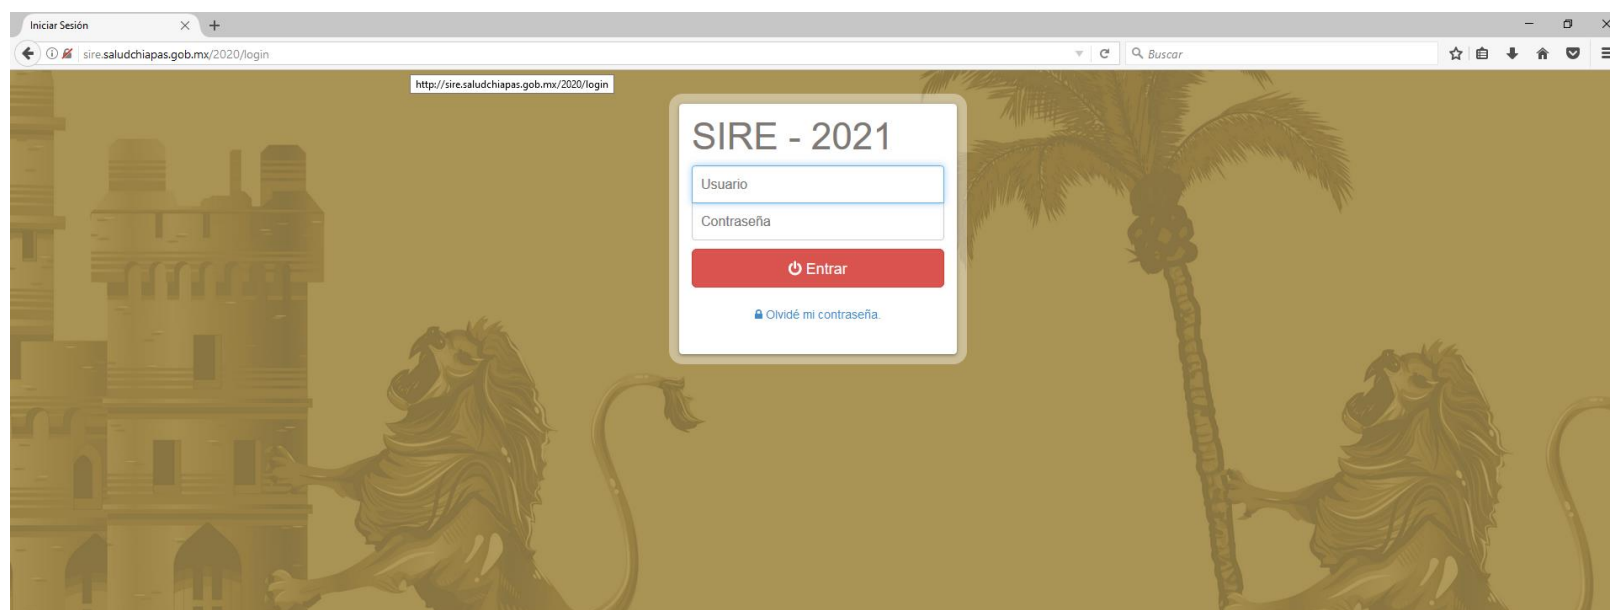 Iniciar Sesión
sire.saludchiapas.gob.mx/2020/login
Buscar
http://sire.saludchiapas.gob.mx/2020/login
SIRE - 2021
Usuario
Contraseña
Entrar
Olvidé mi contraseña.